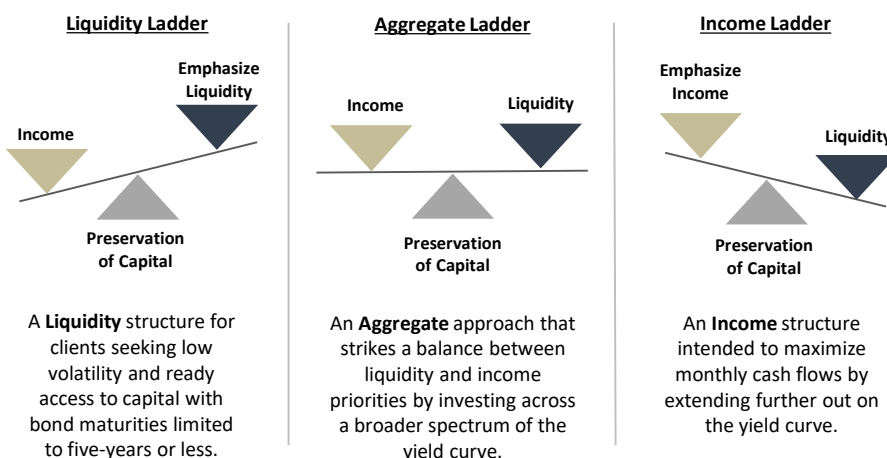 Liquidity Ladder
Emphasize
Liquidity
Income
Preservation
of Capital
A Liquidity structure for
clients seeking low
volatility and ready
access to capital with
bond maturities limited
to five-years or less.
Aggregate Ladder
Income
Liquidity
Preservation
of Capital
An Aggregate approach that
strikes a balance between
liquidity and income
priorities by investing across
a broader spectrum of the
yield curve.
Income Ladder
Emphasize
Income
Liquidity
Preservation
of Capital
An Income structure
intended to maximize
monthly cash flows by
extending further out on
the yield curve.